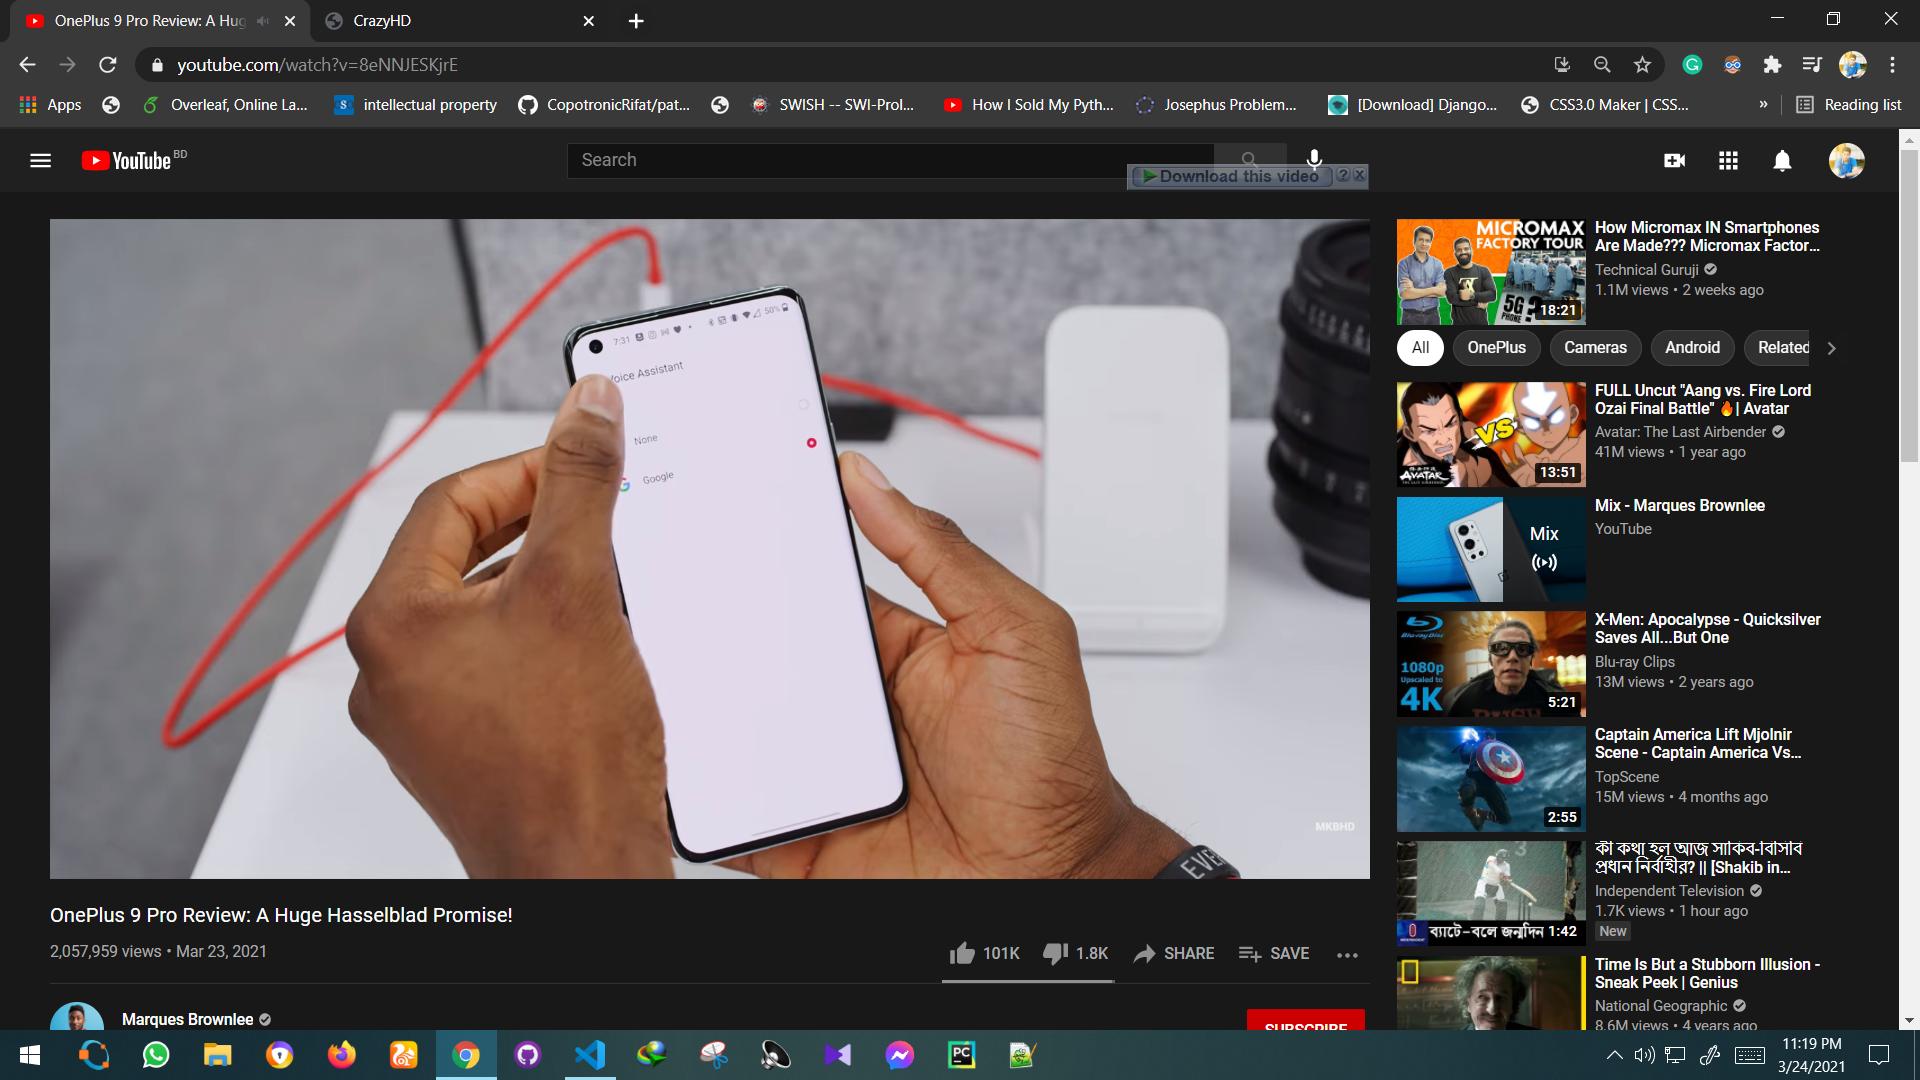 OnePlus 9 Pro Review: A Hug
CrazyHD
youtube.com/watch?v=8eNNJESKjrE
Apps
Overleaf, Online La...
intellectual property
CopotronicRifat/pat...
SWISH -- SWI-Prol...
How I Sold My Pyth...
Josephus Problem...
[Download] Django...
CSS3.0 Maker | CSS...
»
Reading list
YouTube BD
Search
Download this video
7:31
50%
Voice Assistant
None
Google
MKBHD
EVE
OnePlus 9 Pro Review: A Huge Hasselblad Promise!
2,057,959 views • Mar 23, 2021
101K
1.8K
SHARE
SAVE
Marques Brownlee
SUBSCRIBE
MICROMAX
FACTORY TOUR
5G ?
PHONE
18:21
How Micromax IN Smartphones
Are Made??? Micromax Factor...
Technical Guruji
1.1M views • 2 weeks ago
All
OnePlus
Cameras
Android
Related
VS
AVATAR
13:51
FULL Uncut "Aang vs. Fire Lord
Ozai Final Battle" 🔥| Avatar
Avatar: The Last Airbender
41M views • 1 year ago
Mix
Mix - Marques Brownlee
YouTube
Blu-ray Disc
1080p
Upscaled to
4K
RUSH
5:21
X-Men: Apocalypse - Quicksilver
Saves All...But One
Blu-ray Clips
13M views • 2 years ago
2:55
Captain America Lift Mjolnir
Scene - Captain America Vs...
TopScene
15M views • 4 months ago
3
ব্যাটে-বলে জন্মদিন
1:42
কী কথা হল আজ সাকিব-বিসিবি
প্রধান নির্বাহীর? || [Shakib in...
Independent Television
1.7K views • 1 hour ago
New
Time Is But a Stubborn Illusion -
Sneak Peek | Genius
National Geographic
8.6M views • 4 years ago
PC
11:19 PM
3/24/2021